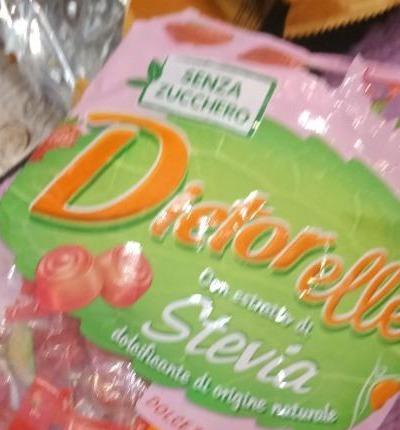 SENZA
ZUCCHERO
Dietorelle
Con estratto di
Stevia
dolcificante di origine naturale